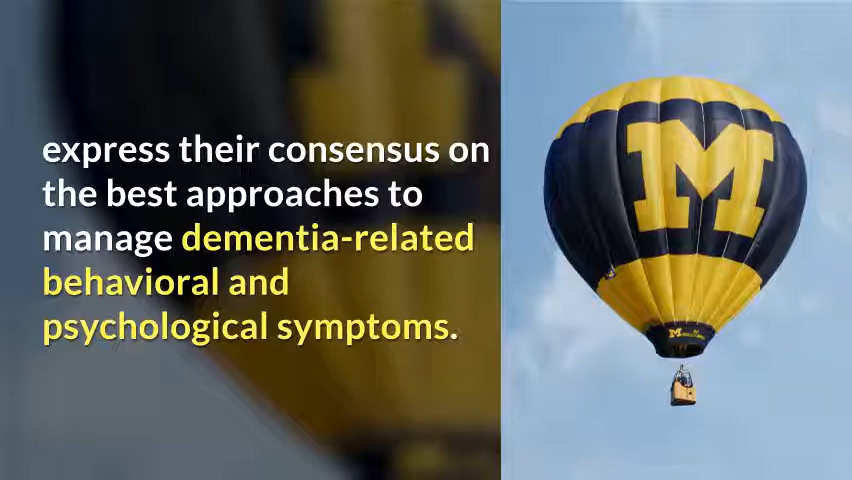 express their consensus on
the best approaches to
manage dementia-related
behavioral and
psychological symptoms.
M
M